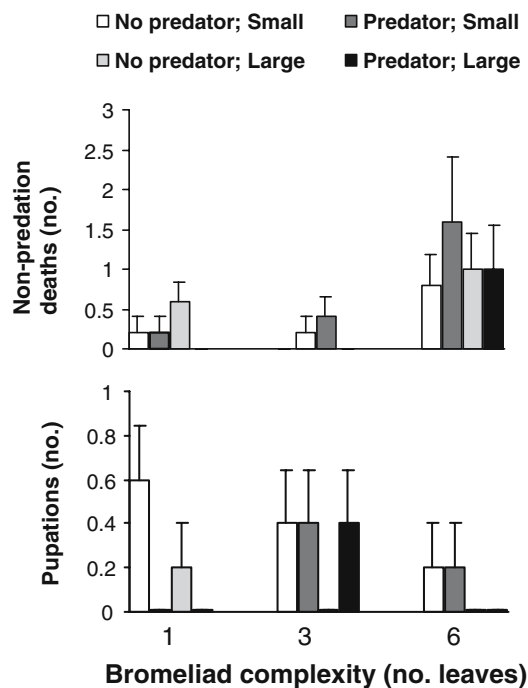 No predator; Small
Predator; Small
No predator; Large
Predator; Large
Non-predation
deaths (no.)
3
2.5
2
1.5
1
0.5
0
Pupations (no.)
1
0.8
0.6
0.4
0.2
0
1 3 6
Bromeliad complexity (no. leaves)